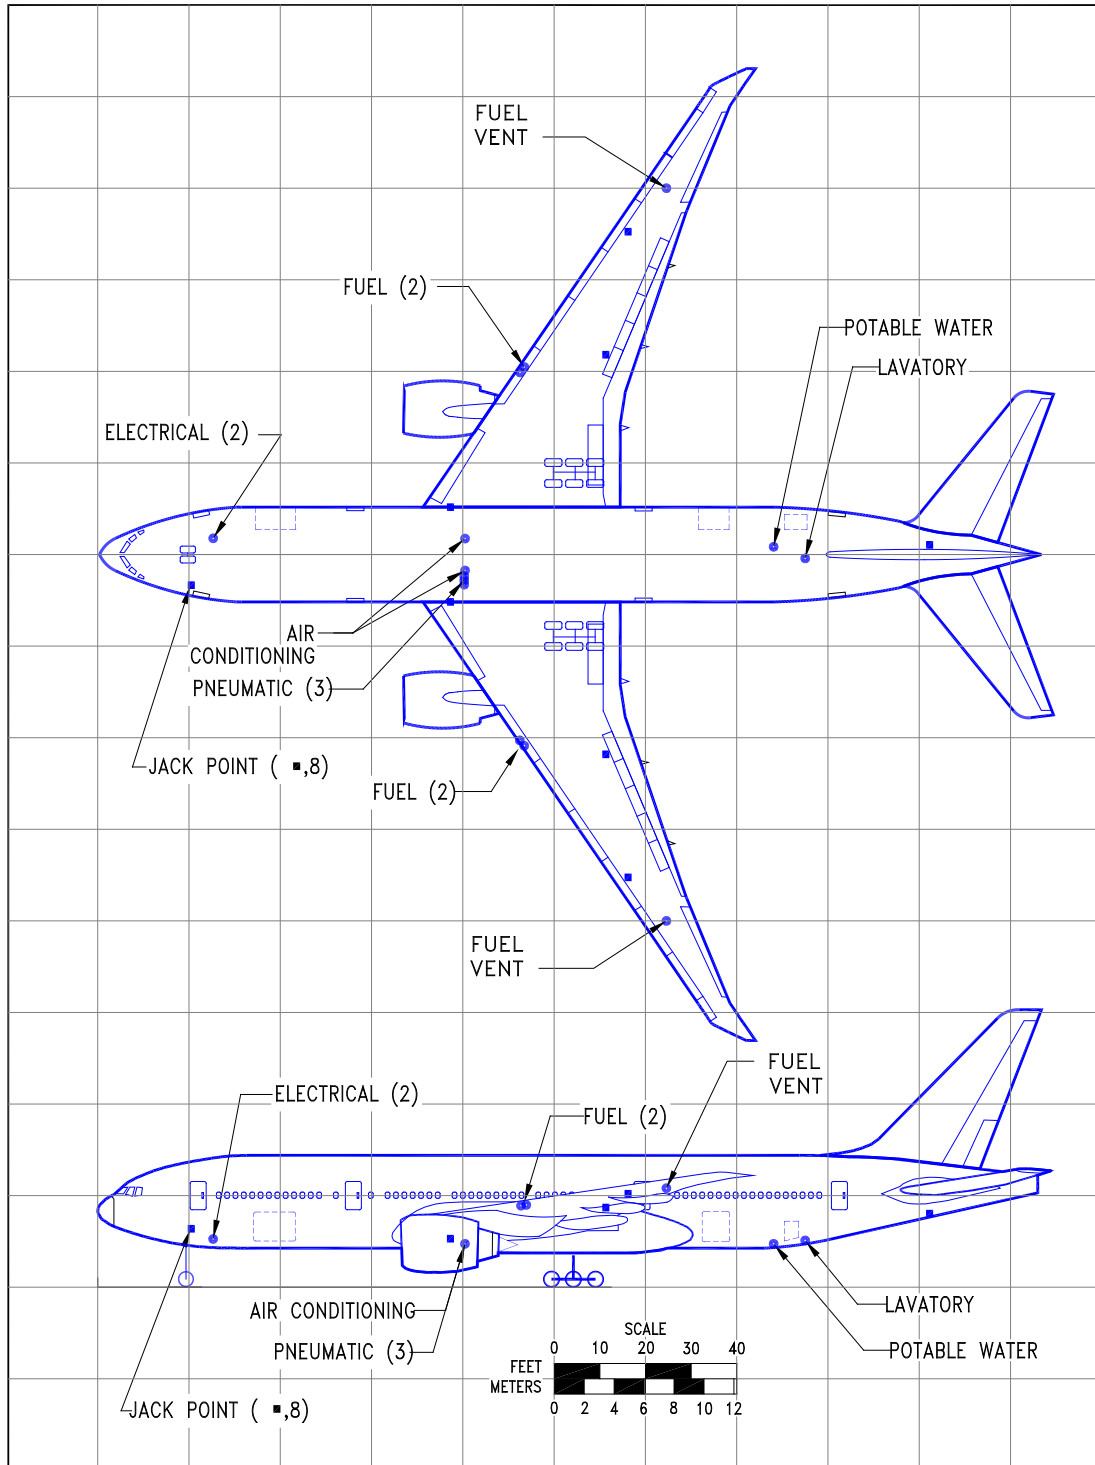 FUEL
VENT
FUEL (2)
POTABLE WATER
LAVATORY
ELECTRICAL (2)
AIR
CONDITIONING
PNEUMATIC (3)
JACK POINT ( ■,8)
FUEL (2)
FUEL
VENT
FUEL
VENT
ELECTRICAL (2)
FUEL (2)
AIR CONDITIONING
LAVATORY
PNEUMATIC (3)
POTABLE WATER
JACK POINT ( ■,8)
SCALE
0 10 20 30 40
FEET
METERS
0 2 4 6 8 10 12